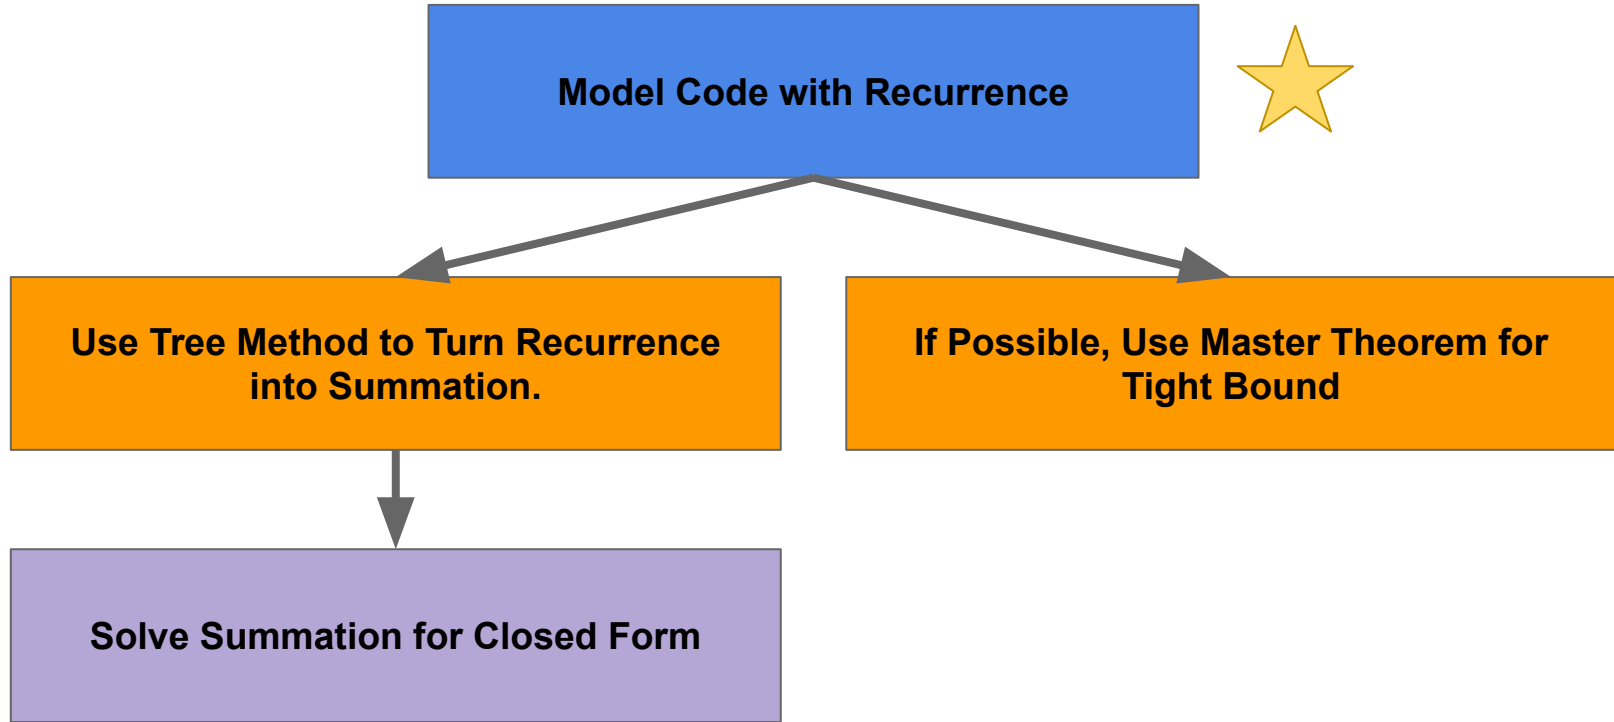 Model Code with Recurrence
Use Tree Method to Turn Recurrence
into Summation.
If Possible, Use Master Theorem for
Tight Bound
Solve Summation for Closed Form